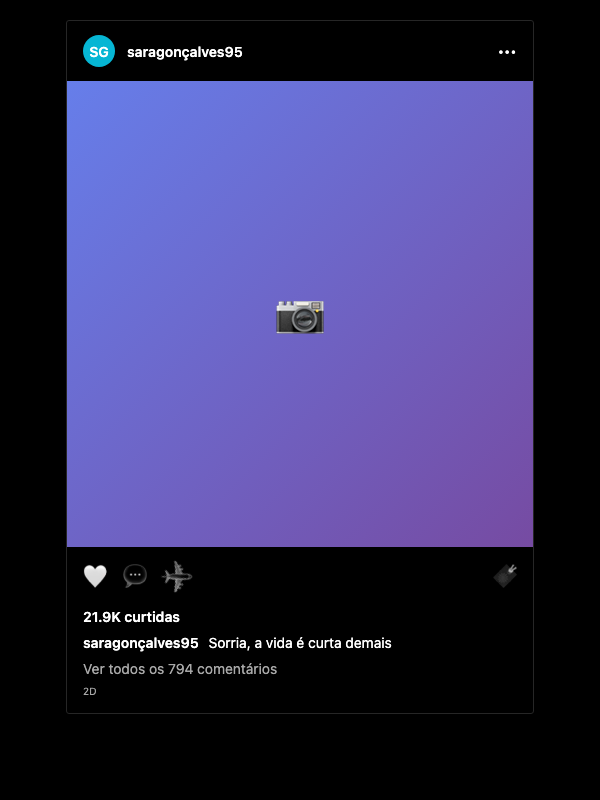 SG saragonçalves95
21.9K curtidas
saragonçalves95 Sorria, a vida é curta demais
Ver todos os 794 comentários
2D